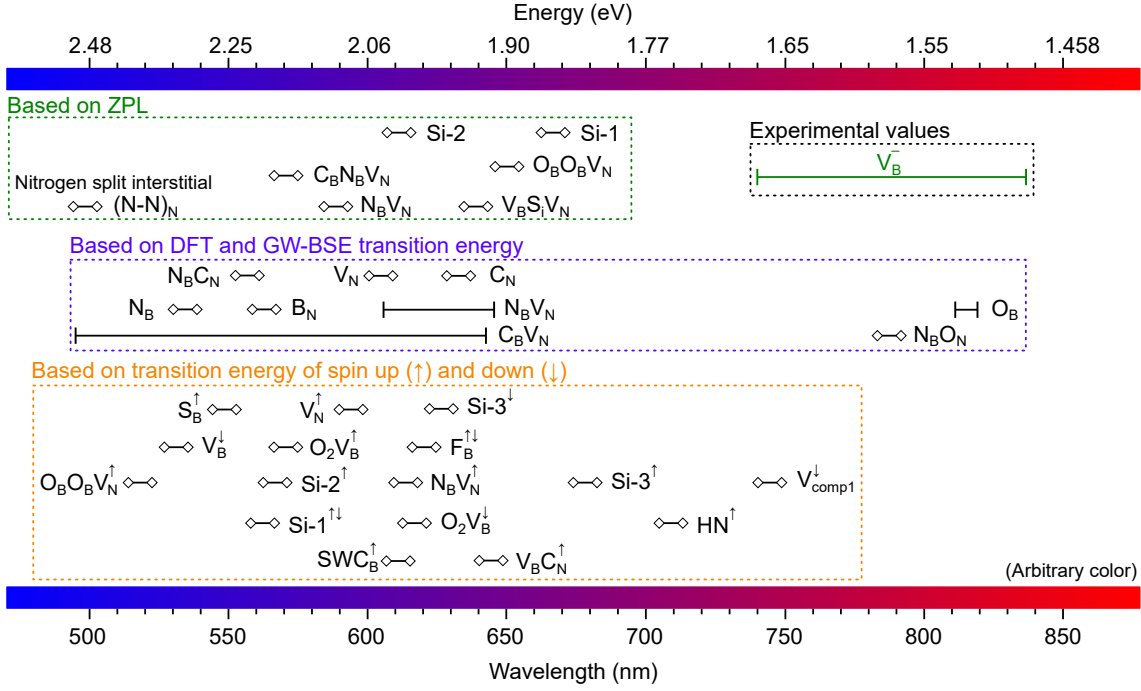 Energy (eV)
2.48 2.25 2.06 1.90 1.77 1.65 1.55 1.458
Based on ZPL
Si-2 Si-1
Experimental values
V_B^-
O_BO_BV_N
C_BN_BV_N
Nitrogen split interstitial
(N-N)_N N_BV_N V_BS_iV_N
Based on DFT and GW-BSE transition energy
N_BC_N V_N C_N
N_B B_N N_BV_N O_B
C_BV_N N_BO_N
Based on transition energy of spin up (↑) and down (↓)
S_B^↑ V_N^↑ Si-3^↓
V_B^↓ O_2V_B^↑ F_B^↑↓
O_BO_BV_N^↑ Si-2^↑ N_BV_N^↑ Si-3^↑ V_comp1^↓
Si-1^↑↓ O_2V_B^↓ HN^↑
SWC_B^↑ V_BC_N^↑
(Arbitrary color)
500 550 600 650 700 750 800 850
Wavelength (nm)